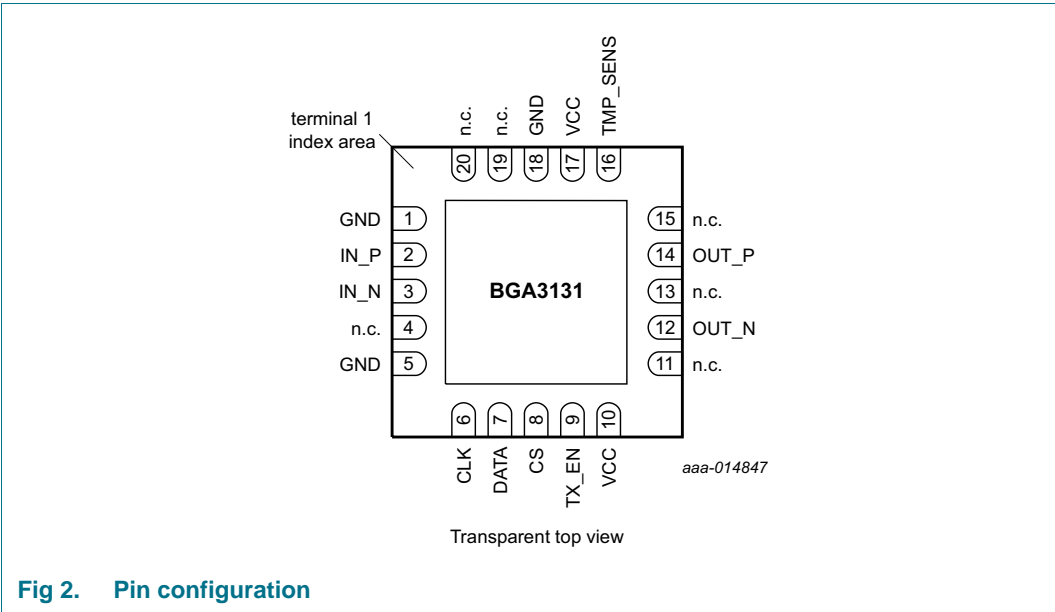 terminal 1
index area
n.c.
n.c.
GND
VCC
TMP_SENS
20
19
18
17
16
GND 1
IN_P 2
IN_N 3
n.c. 4
GND 5
BGA3131
15 n.c.
14 OUT_P
13 n.c.
12 OUT_N
11 n.c.
6
7
8
9
10
CLK
DATA
CS
TX_EN
VCC
aaa-014847
Transparent top view
Fig 2. Pin configuration